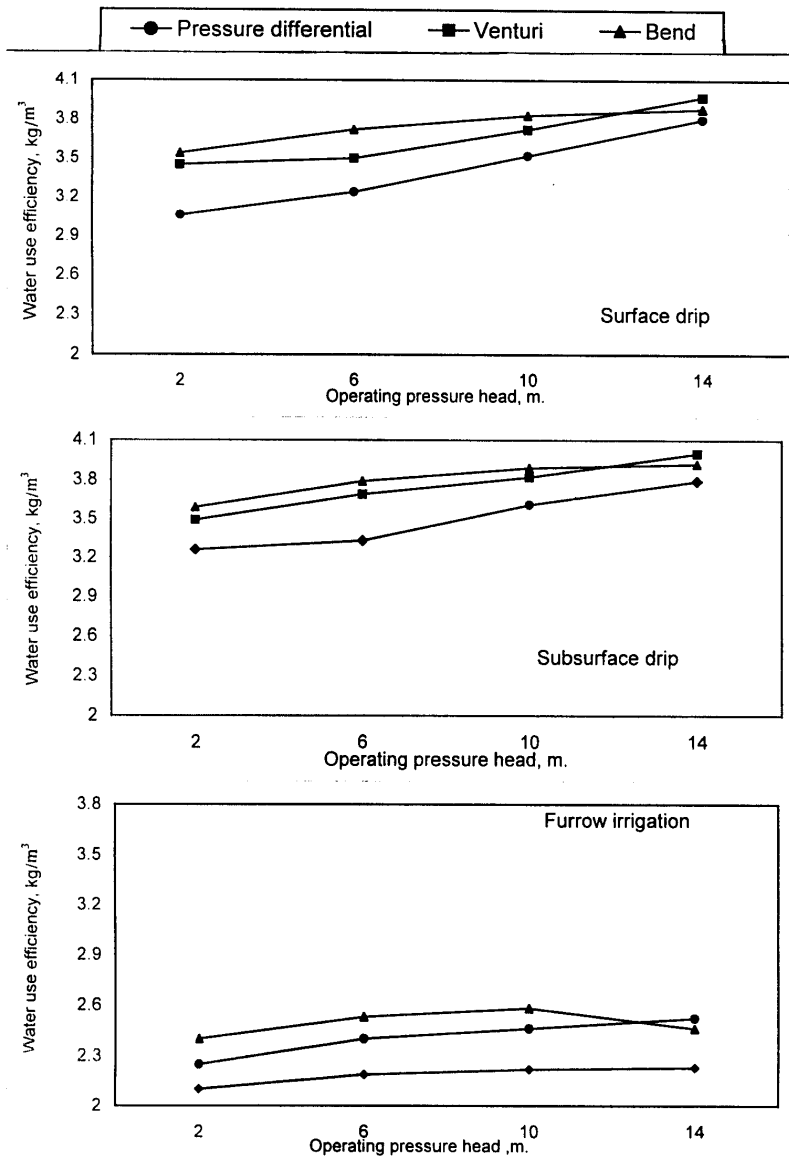 Pressure differential Venturi Bend
Water use efficiency, kg/m³
4.1
3.8
3.5
3.2
2.9
2.6
2.3
2
Surface drip
2 6 10 14
Operating pressure head, m.
Water use efficiency, kg/m³
4.1
3.8
3.5
3.2
2.9
2.6
2.3
2
Subsurface drip
2 6 10 14
Operating pressure head, m.
Water use efficiency, kg/m³
3.8
3.5
3.2
2.9
2.6
2.3
2
Furrow irrigation
2 6 10 14
Operating pressure head ,m.